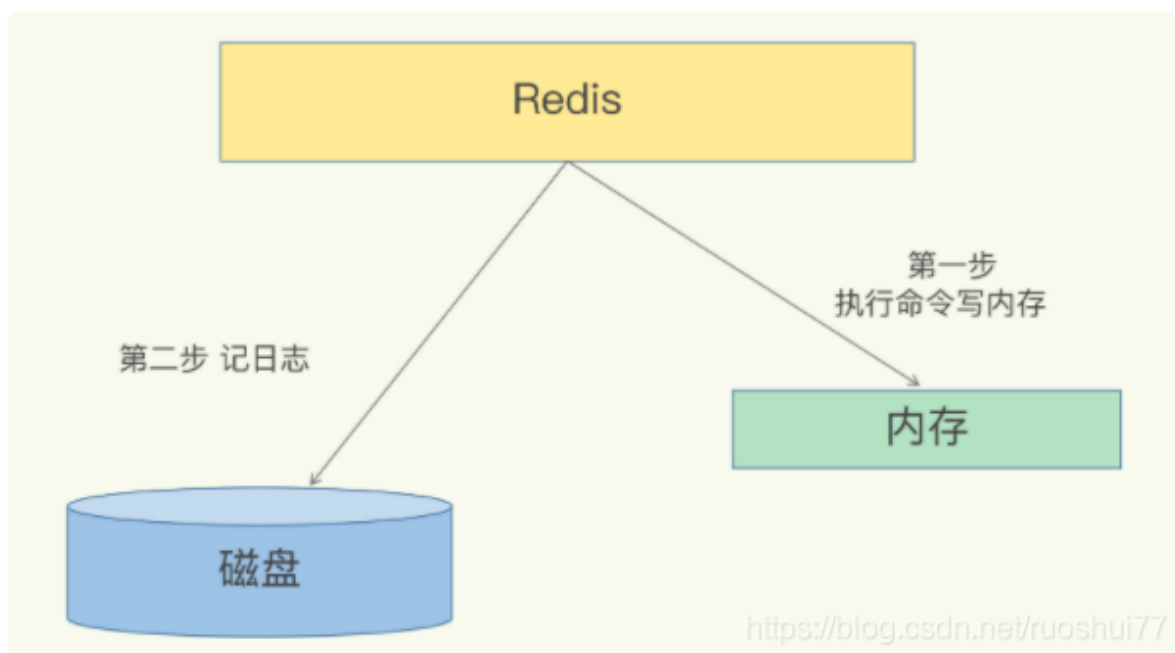 Redis
第一步
执行命令写内存
第二步 记日志
内存
磁盘
https://blog.csdn.net/ruoshui77